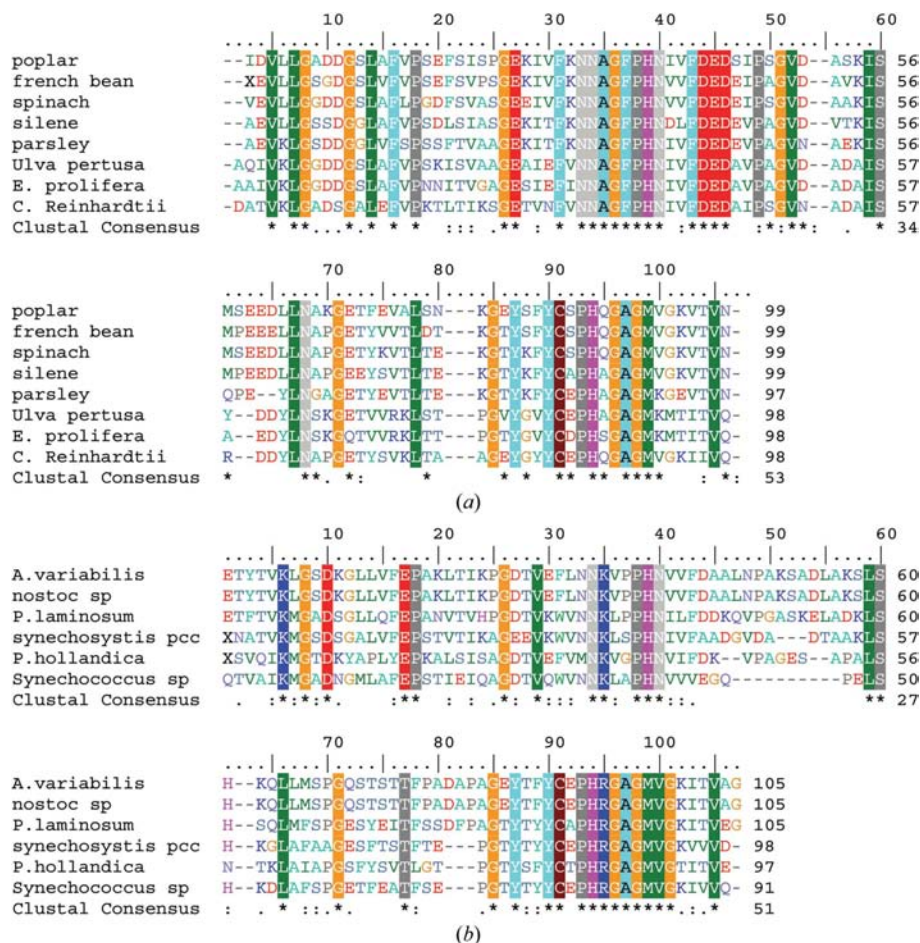 10 20 30 40 50 60
poplar --IDVLLGADDGSLAFVPSEFSISPGEKIVFKNNAGFPHNIVFDEDSIPSGVD--ASKIS 56
french bean --XEVLLGSGDGSLVFVPSEFSVPSGEKIVFKNNAGFPHNVVFDEDEIPAGVD--AVKIS 56
spinach --VEVLLGGDDGSLAFLPGDFSVASGEEIVFKNNAGFPHNVVFDEDEIPSGVD--AAKIS 56
silene --AEVLLGSSDGGLAFVPSDLSIASGEKITFKNNAGFPHNDLFDEDEVPAGVD--VTKIS 56
parsley --AEVKLGSDDGGLVFSPSSFTVAAGEKITFKNNAGFPHNIVFDEDEVPAGVN--AEKIS 56
Ulva pertusa -AQIVKLGGDDGSLAFVPSKISVAAGEAIEFVNNAGFPHNIVFDEDAVPAGVD--ADAIS 57
E. prolifera -AAIVKLGGDDGSLAFVPNNITVGAGESIEFINNAGFPHNIVFDEDAVPAGVD--ADAIS 57
C. Reinhardtii -DATVKLGADSGALEFVPKTLTIKSGETVNFVNNAGFPHNIVFDEDAIPSGVN--ADAIS 57
Clustal Consensus 34
70 80 90 100
poplar MSEEDLLNAKGETFEVALSN---KGEYSFYCSPHQGAGMVGKVTVN- 99
french bean MPEEELLNAPGETYVVTLDT---KGTYSFYCSPHQGAGMVGKVTVN- 99
spinach MSEEDLLNAPGETYKVTLTE---KGTYKFYCSPHQGAGMVGKVTVN- 99
silene MPEEDLLNAPGEEYSVTLTE---KGTYKFYCAPHAGAGMVGKVTVN- 99
parsley QPE--YLNGAGETYEVTLTE---KGTYKFYCEPHAGAGMKGEVTVN- 97
Ulva pertusa Y--DDYLNSKGETVVRKLST---PGVYGVYCEPHAGAGMKMTITVQ- 98
E. prolifera A--EDYLNSKGQTVVRKLTT---PGTYGVYCDPHSGAGMKMTITVQ- 98
C. Reinhardtii R--DDYLNAPGETYSVKLTA---AGEYGYYCEPHQGAGMVGKIIVQ- 98
Clustal Consensus 53
(a)
10 20 30 40 50 60
A.variabilis ETYTVKLGSDKGLLVFEPAKLTIKPGDTVEFLNNKVPPHNVVFDAALNPAKSADLAKSLS 60
nostoc sp ETYTVKLGSDKGLLVFEPAKLTIKPGDTVEFLNNKVPPHNVVFDAALNPAKSADLAKSLS 60
P.laminosum ETFTVKMGADSGLLQFEPANVTVHPGDTVKWVNNKLPPHNILFDDKQVPGASKELADKLS 60
synechosystis pcc XNATVKMGSDSGALVFEPSTVTIKAGEEVKWVNNKLSPHNIVFAADGVDA---DTAAKLS 57
P.hollandica XSVQIKMGTDKYAPLYEPKALSISAGDTVEFVMNKVGPHNVIFDK--VPAGES-APALS 56
Synechococcus sp QTVAIKMGADNGMLAFEPSTIEIQAGDTVQWVNNKLAPHNVVVEGQ----------PELS 50
Clustal Consensus 27
70 80 90 100
A.variabilis H--KQLLMSPGQSTSTTFPADAPAGEYTFYCEPHRGAGMVGKITVAG 105
nostoc sp H--KQLLMSPGQSTSTTFPADAPAGEYTFYCEPHRGAGMVGKITVAG 105
P.laminosum H--SQLMFSPGESYEITFSSDFPAGTYTYYCAPHRGAGMVGKITVEG 105
synechosystis pcc H--KGLAFAAGESFTSTFTE---PGTYTYYCEPHRGAGMVGKVVVD- 98
P.hollandica N--TKLAIAPGSFYSVTLGT---PGTYSFYCTPHRGAGMVGTITVE- 97
Synechococcus sp H--KDLAFSPGETFEATFSE---PGTYTYYCEPHRGAGMVGKIVVQ- 91
Clustal Consensus 51
(b)